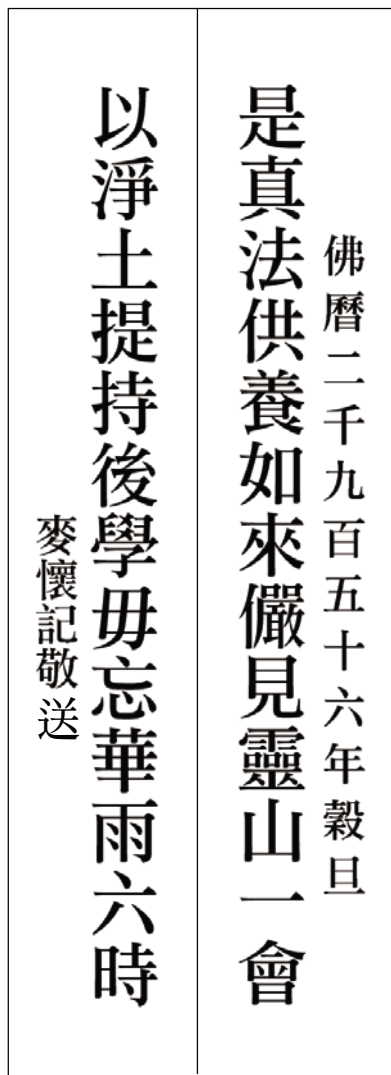 佛曆二千九百五十六年穀旦
是真法供養如來儼見靈山一會
以淨土提持後學毋忘華雨六時
麥懷記敬送